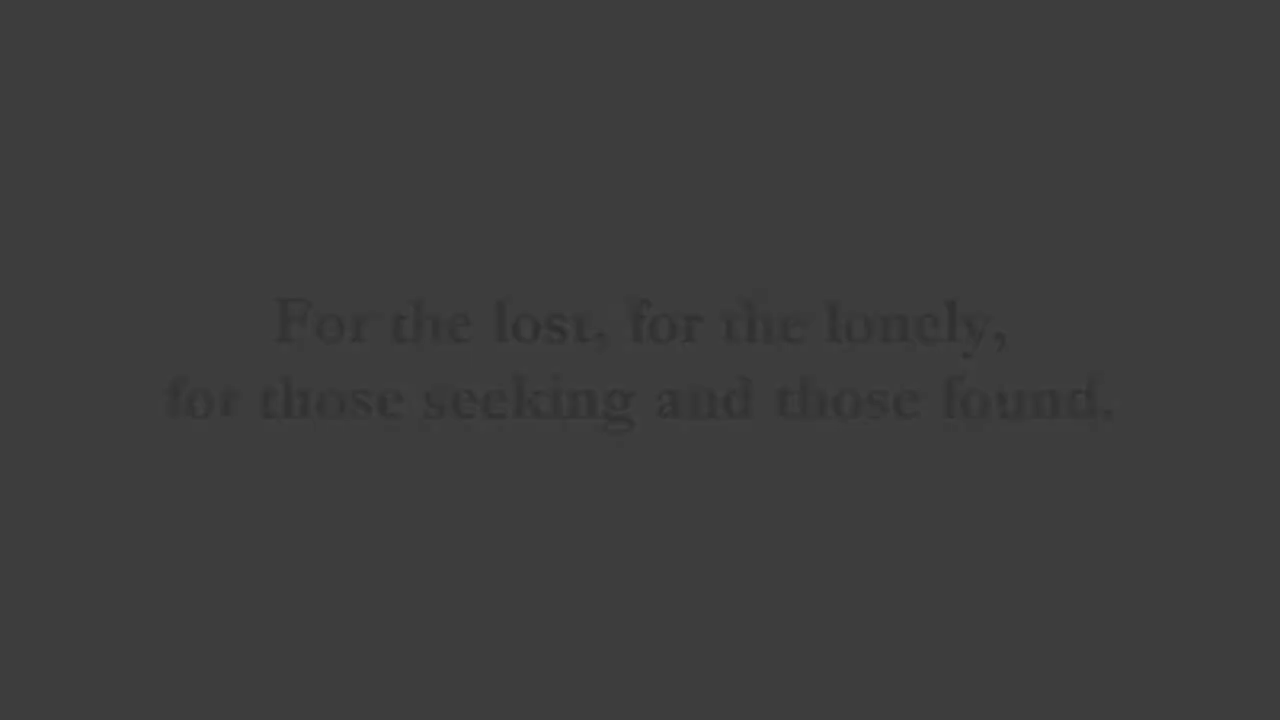 For the lost, for the lonely,
for those seeking and those found.